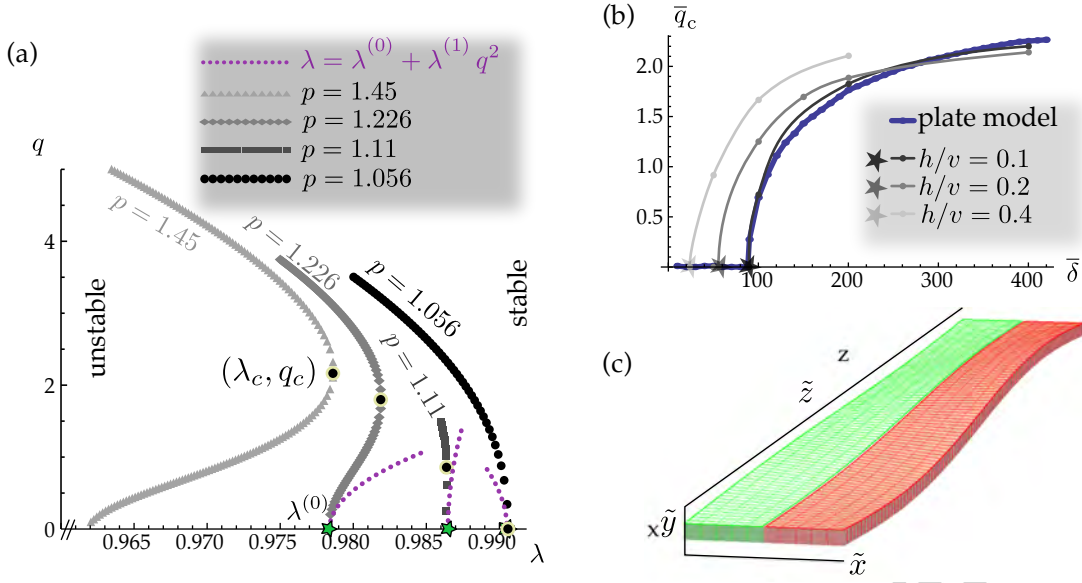 (a)
λ = λ^(0) + λ^(1) q^2
p = 1.45
p = 1.226
p = 1.11
p = 1.056
q
4
2
0
p = 1.45
p = 1.226
p = 1.056
p = 1.11
unstable
stable
(λ_c, q_c)
λ^(0)
0.965
0.970
0.975
0.980
0.985
0.990
λ
(b)
q̅_c
2.0
1.5
1.0
0.5
plate model
h/v = 0.1
h/v = 0.2
h/v = 0.4
100
200
300
400
δ̅
(c)
z
z̃
x
ỹ
x̃